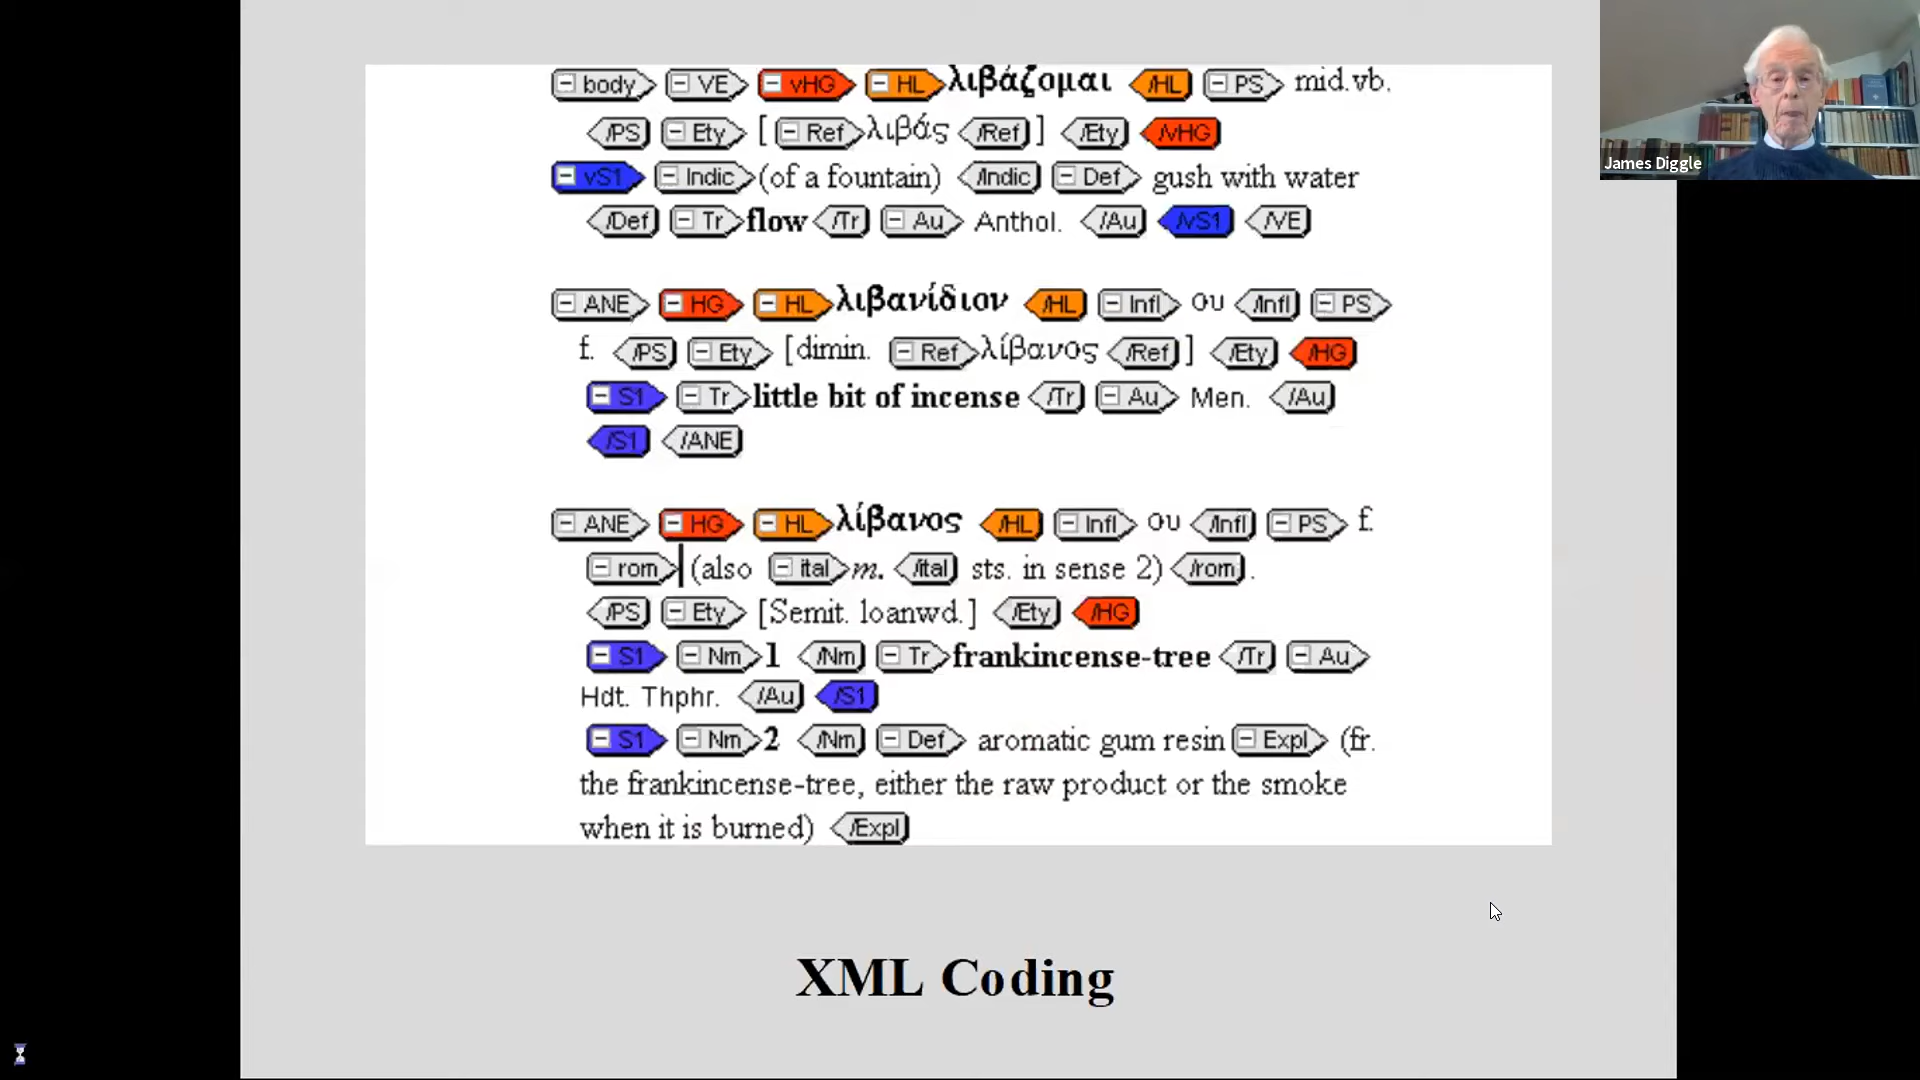 body VE vHG HL λιβάζομαι /HL PS mid.vb.
/PS Ety [ Ref λιβάς /Ref ] /Ety /vHG
vS1 Indic (of a fountain) /Indic Def gush with water
/Def Tr flow /Tr Au Anthol. /Au /vS1 /VE
ANE HG HL λιβανίδιον /HL Infl ου /Infl PS
f. /PS Ety [dimin. Ref λίβανος /Ref ] /Ety /HG
S1 Tr little bit of incense /Tr Au Men. /Au
/S1 /ANE
ANE HG HL λίβανος /HL Infl ου /Infl PS f.
rom (also ital m. /ital sts. in sense 2) /rom .
/PS Ety [Semit. loanwd.] /Ety /HG
S1 Nm 1 /Nm Tr frankincense-tree /Tr Au
Hdt. Thphr. /Au /S1
S1 Nm 2 /Nm Def aromatic gum resin Expl (fr.
the frankincense-tree, either the raw product or the smoke
when it is burned) /Expl
XML Coding
James Diggle